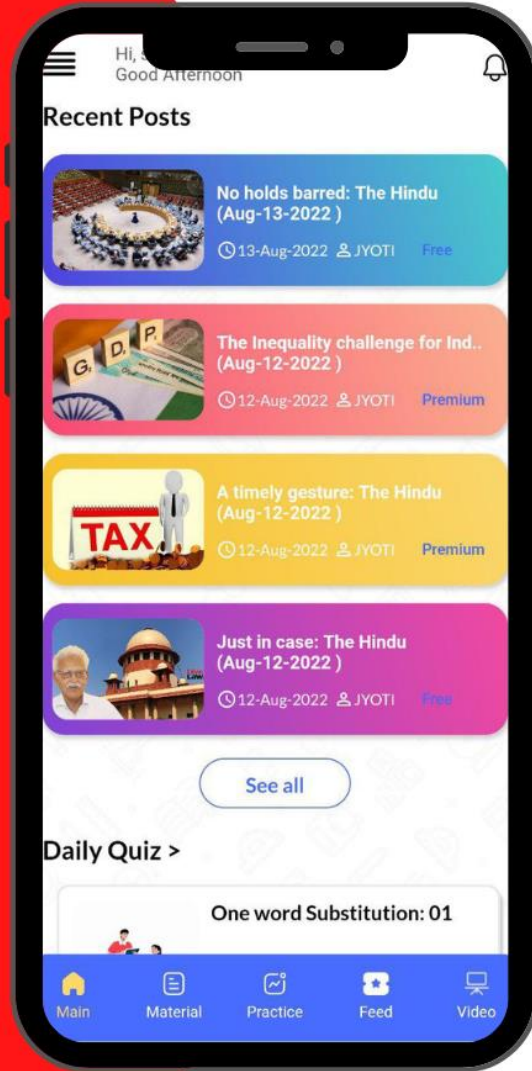 Hi,
Good Afternoon
Recent Posts
No holds barred: The Hindu
(Aug-13-2022 )
13-Aug-2022 JYOTI Free
G D P
The Inequality challenge for Ind..
(Aug-12-2022 )
12-Aug-2022 JYOTI Premium
TAX
A timely gesture: The Hindu
(Aug-12-2022 )
12-Aug-2022 JYOTI Premium
Just in case: The Hindu
(Aug-12-2022 )
12-Aug-2022 JYOTI Free
See all
Daily Quiz >
One word Substitution: 01
Main Material Practice Feed Video